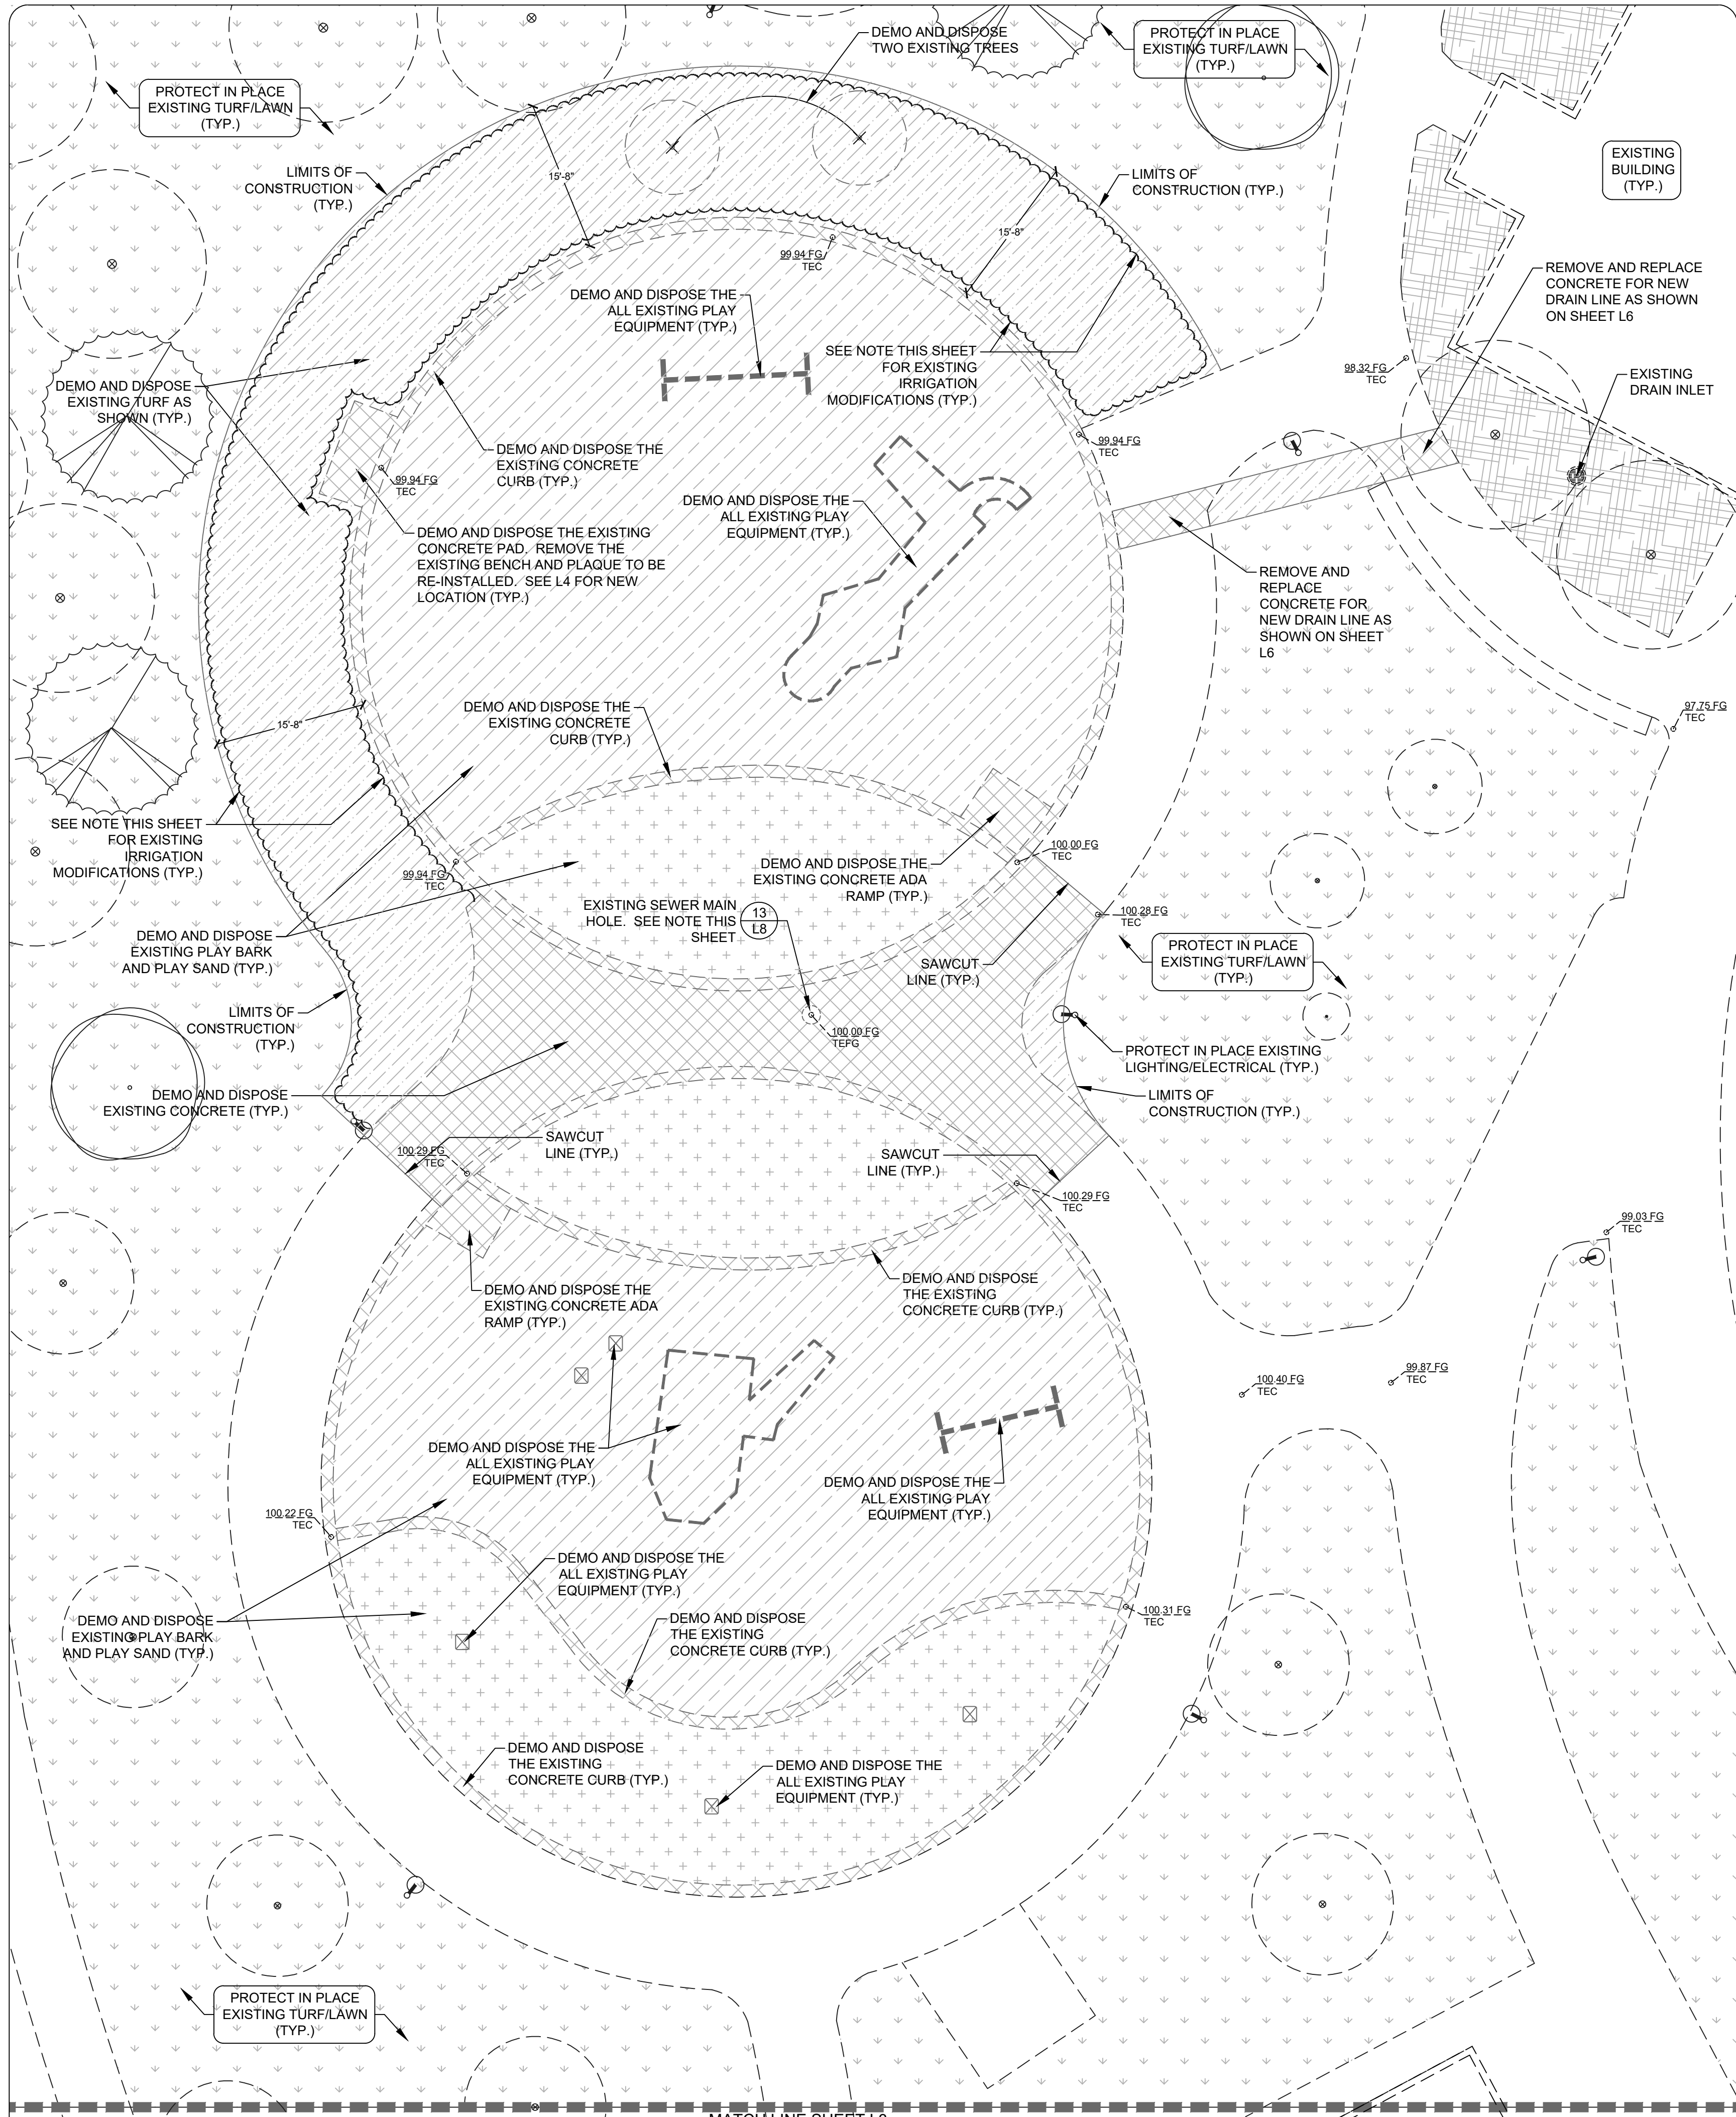 DEMO AND DISPOSE
TWO EXISTING TREES
PROTECT IN PLACE
EXISTING TURF/LAWN
(TYP.)
PROTECT IN PLACE
EXISTING TURF/LAWN
(TYP.)
EXISTING
BUILDING
(TYP.)
LIMITS OF
CONSTRUCTION
(TYP.)
15'-8"
LIMITS OF
CONSTRUCTION (TYP.)
15'-8"
99.94 FG
TEC
REMOVE AND REPLACE
CONCRETE FOR NEW
DRAIN LINE AS SHOWN
ON SHEET L6
DEMO AND DISPOSE THE
ALL EXISTING PLAY
EQUIPMENT (TYP.)
SEE NOTE THIS SHEET
FOR EXISTING
IRRIGATION
MODIFICATIONS (TYP.)
98.32 FG
TEC
EXISTING
DRAIN INLET
DEMO AND DISPOSE
EXISTING TURF AS
SHOWN (TYP.)
99.94 FG
TEC
DEMO AND DISPOSE THE
EXISTING CONCRETE
CURB (TYP.)
99.94 FG
TEC
DEMO AND DISPOSE THE
ALL EXISTING PLAY
EQUIPMENT (TYP.)
DEMO AND DISPOSE THE EXISTING
CONCRETE PAD.  REMOVE THE
EXISTING BENCH AND PLAQUE TO BE
RE-INSTALLED.  SEE L4 FOR NEW
LOCATION (TYP.)
REMOVE AND
REPLACE
CONCRETE FOR
NEW DRAIN LINE AS
SHOWN ON SHEET
L6
DEMO AND DISPOSE THE
EXISTING CONCRETE
CURB (TYP.)
97.75 FG
TEC
15'-8"
SEE NOTE THIS SHEET
FOR EXISTING
IRRIGATION
MODIFICATIONS (TYP.)
99.94 FG
TEC
DEMO AND DISPOSE THE
EXISTING CONCRETE ADA
RAMP (TYP.)
100.00 FG
TEC
EXISTING SEWER MAIN
HOLE.  SEE NOTE THIS
SHEET
13
L8
100.28 FG
TEC
DEMO AND DISPOSE
EXISTING PLAY BARK
AND PLAY SAND (TYP.)
SAWCUT
LINE (TYP.)
PROTECT IN PLACE
EXISTING TURF/LAWN
(TYP.)
LIMITS OF
CONSTRUCTION
(TYP.)
100.00 FG
TEFG
PROTECT IN PLACE EXISTING
LIGHTING/ELECTRICAL (TYP.)
DEMO AND DISPOSE
EXISTING CONCRETE (TYP.)
LIMITS OF
CONSTRUCTION (TYP.)
100.29 FG
TEC
SAWCUT
LINE (TYP.)
SAWCUT
LINE (TYP.)
100.29 FG
TEC
99.03 FG
TEC
DEMO AND DISPOSE THE
EXISTING CONCRETE ADA
RAMP (TYP.)
DEMO AND DISPOSE
THE EXISTING
CONCRETE CURB (TYP.)
100.40 FG
TEC
99.87 FG
TEC
DEMO AND DISPOSE THE
ALL EXISTING PLAY
EQUIPMENT (TYP.)
DEMO AND DISPOSE THE
ALL EXISTING PLAY
EQUIPMENT (TYP.)
100.22 FG
TEC
DEMO AND DISPOSE THE
ALL EXISTING PLAY
EQUIPMENT (TYP.)
DEMO AND DISPOSE
EXISTING PLAY BARK
AND PLAY SAND (TYP.)
DEMO AND DISPOSE
THE EXISTING
CONCRETE CURB (TYP.)
100.31 FG
TEC
DEMO AND DISPOSE
THE EXISTING
CONCRETE CURB (TYP.)
DEMO AND DISPOSE THE
ALL EXISTING PLAY
EQUIPMENT (TYP.)
PROTECT IN PLACE
EXISTING TURF/LAWN
(TYP.)
MATCH LINE SHEET